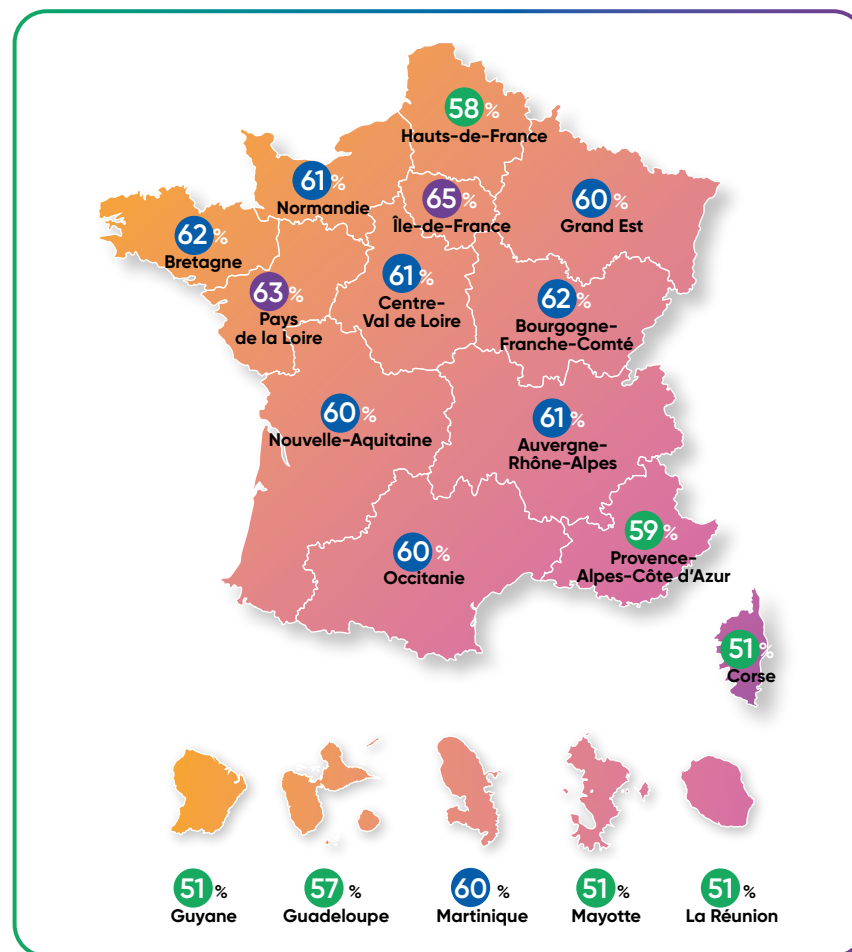 58 %
Hauts-de-France
61 %
Normandie
65 %
Île-de-France
60 %
Grand Est
62 %
Bretagne
63 %
Pays
de la Loire
61 %
Centre-
Val de Loire
62 %
Bourgogne-
Franche-Comté
60 %
Nouvelle-Aquitaine
61 %
Auvergne-
Rhône-Alpes
60 %
Occitanie
59 %
Provence-
Alpes-Côte d'Azur
51 %
Corse
51 %
Guyane
57 %
Guadeloupe
60 %
Martinique
51 %
Mayotte
51 %
La Réunion